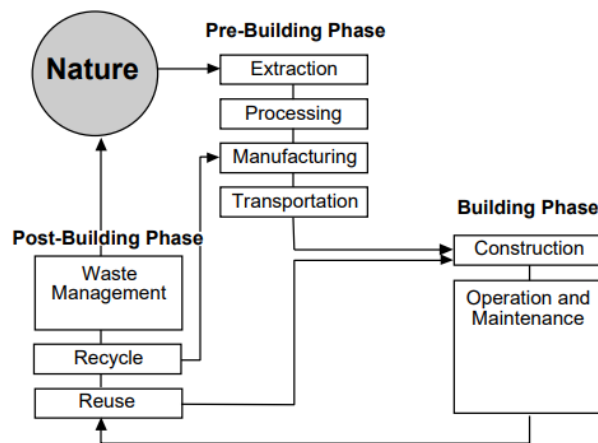 Nature
Pre-Building Phase
Extraction
Processing
Manufacturing
Transportation
Building Phase
Construction
Operation and
Maintenance
Post-Building Phase
Waste
Management
Recycle
Reuse